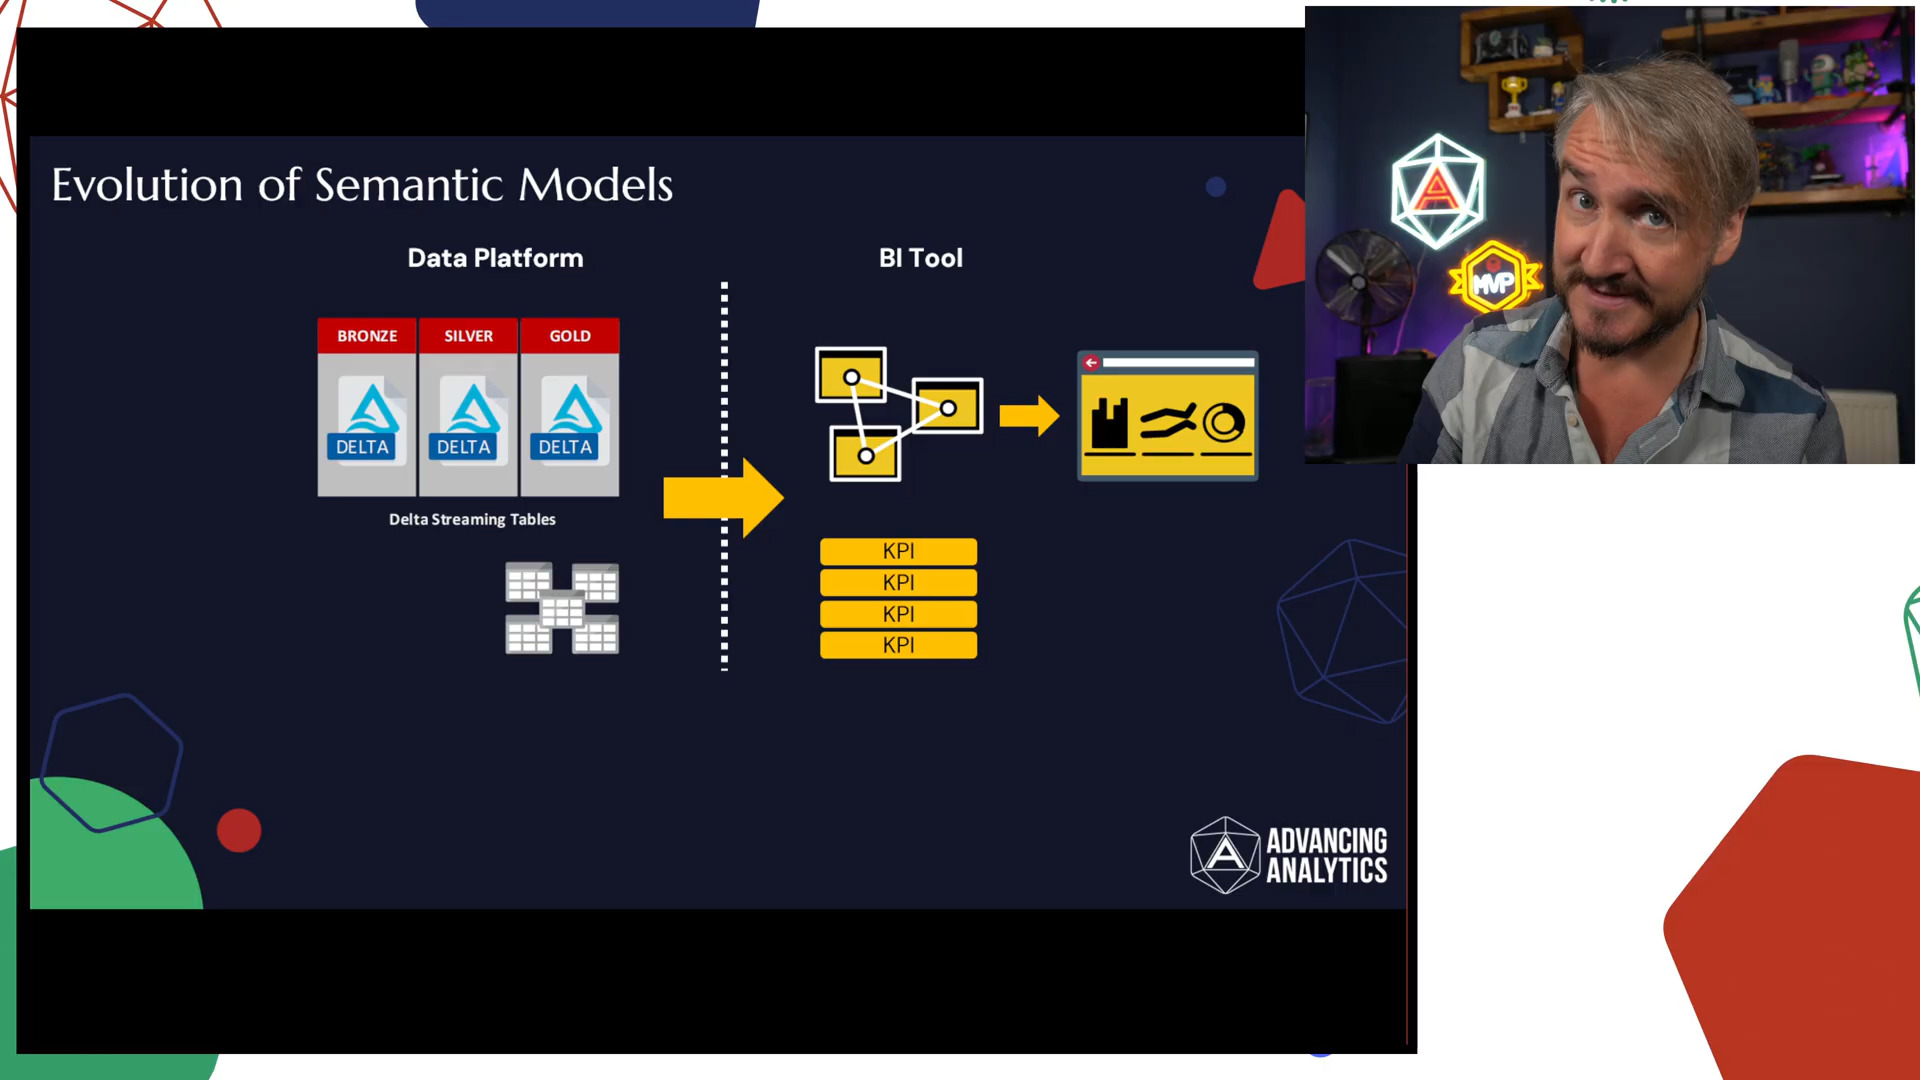 Evolution of Semantic Models
Data Platform
BI Tool
BRONZE SILVER GOLD
DELTA DELTA DELTA
Delta Streaming Tables
KPI
KPI
KPI
KPI
A
MVP
A ADVANCING
ANALYTICS